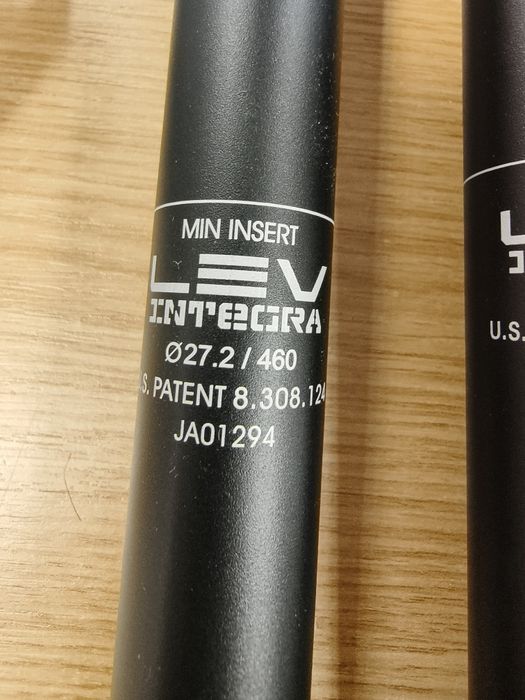 MIN INSERT
LEV
INTEGRA
Ø27.2 / 460
.S. PATENT 8.308.124
JA01294
U.S.